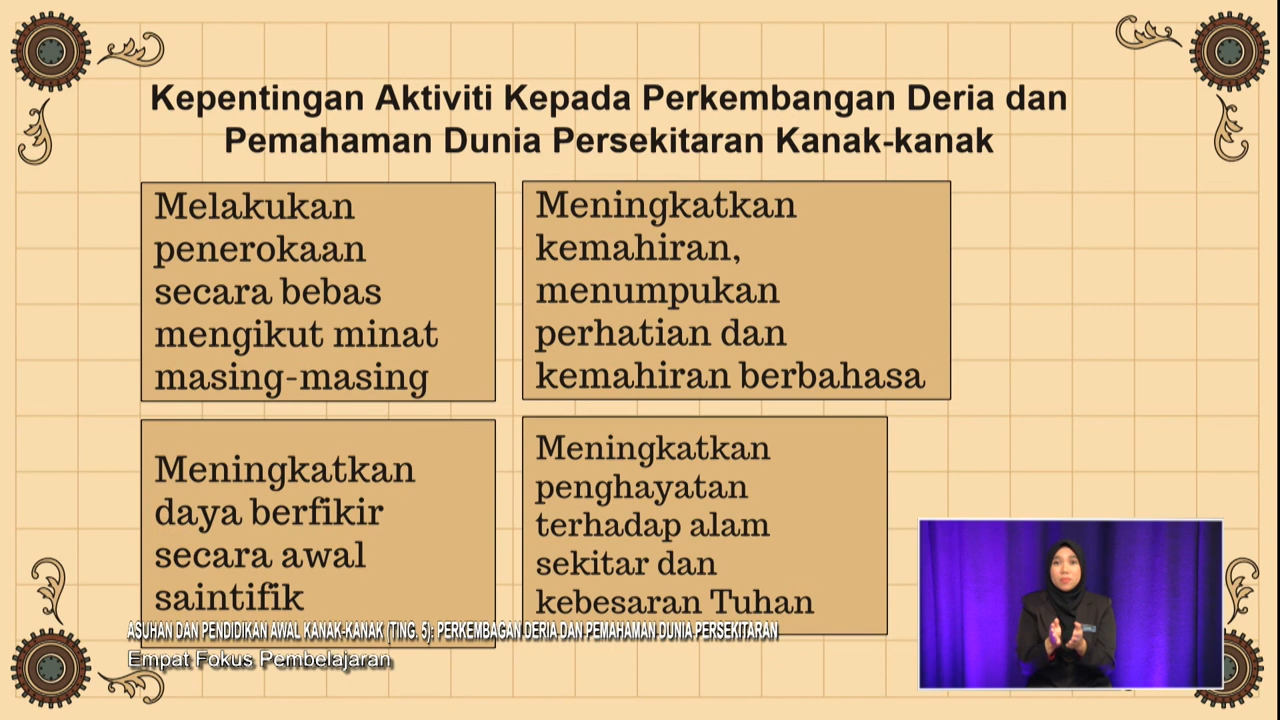 Kepentingan Aktiviti Kepada Perkembangan Deria dan
Pemahaman Dunia Persekitaran Kanak-kanak
Melakukan
penerokaan
secara bebas
mengikut minat
masing-masing
Meningkatkan
kemahiran,
menumpukan
perhatian dan
kemahiran berbahasa
Meningkatkan
daya berfikir
secara awal
saintifik
Meningkatkan
penghayatan
terhadap alam
sekitar dan
kebesaran Tuhan
ASUHAN DAN PENDIDIKAN AWAL KANAK-KANAK (TING. 5): PERKEMBAGAN DERIA DAN PEMAHAMAN DUNIA PERSEKITARAN
Empat Fokus Pembelajaran